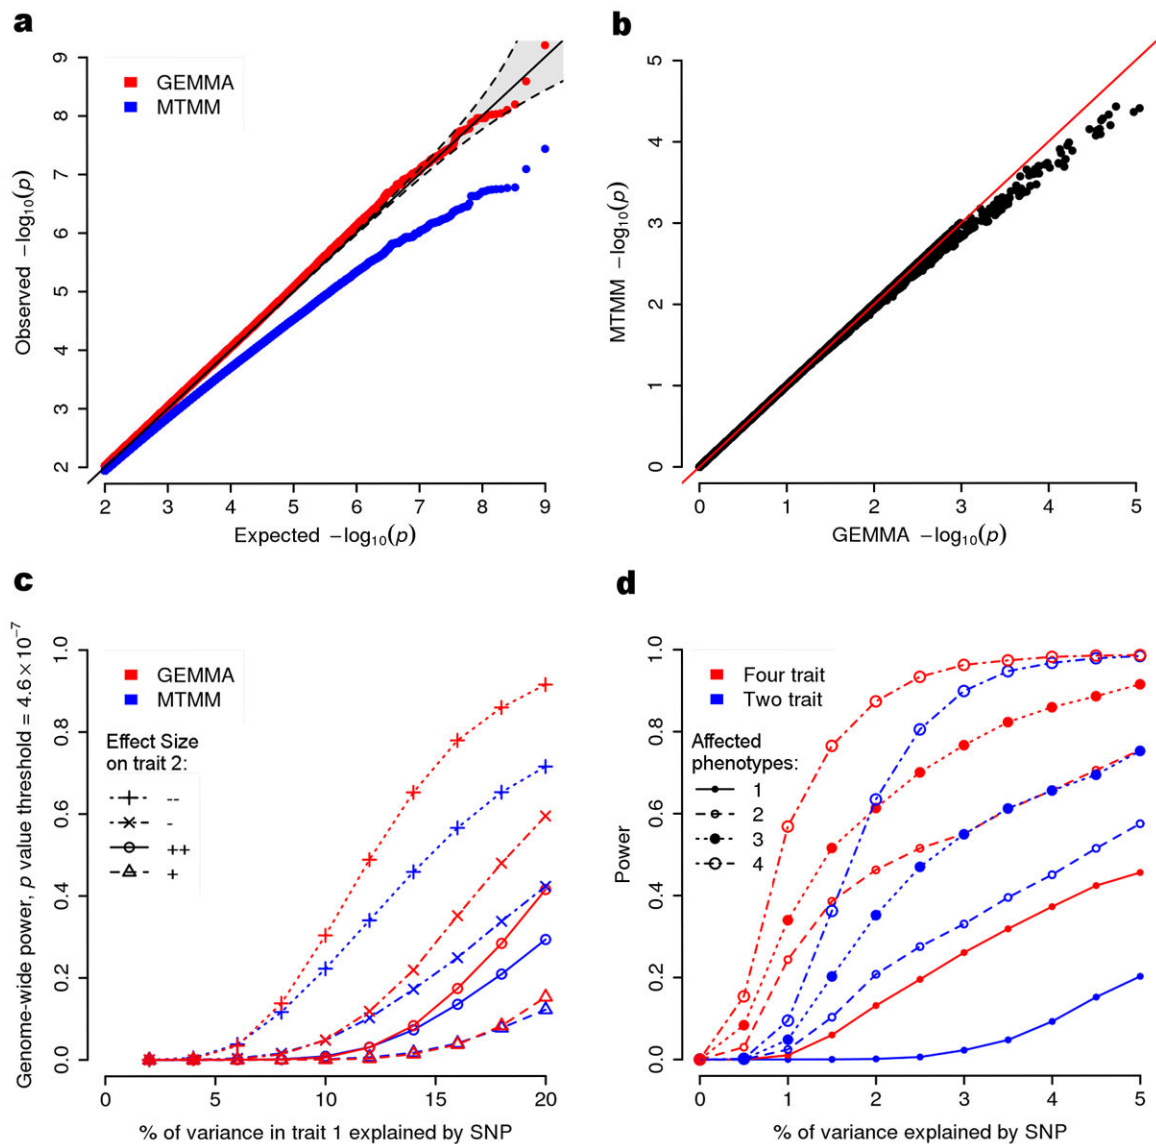 a
GEMMA
MTMM
Observed −log₁₀(p)
9
8
7
6
5
4
3
2
2 3 4 5 6 7 8 9
Expected −log₁₀(p)
b
MTMM −log₁₀(p)
5
4
3
2
1
0
0 1 2 3 4 5
GEMMA −log₁₀(p)
c
Genome-wide power, p value threshold = 4.6 × 10⁻⁷
1.0
0.8
0.6
0.4
0.2
0.0
GEMMA
MTMM
Effect Size
on trait 2:
--
-
++
+
0 5 10 15 20
% of variance in trait 1 explained by SNP
d
Power
1.0
0.8
0.6
0.4
0.2
0.0
Four trait
Two trait
Affected
phenotypes:
1
2
3
4
0 1 2 3 4 5
% of variance explained by SNP